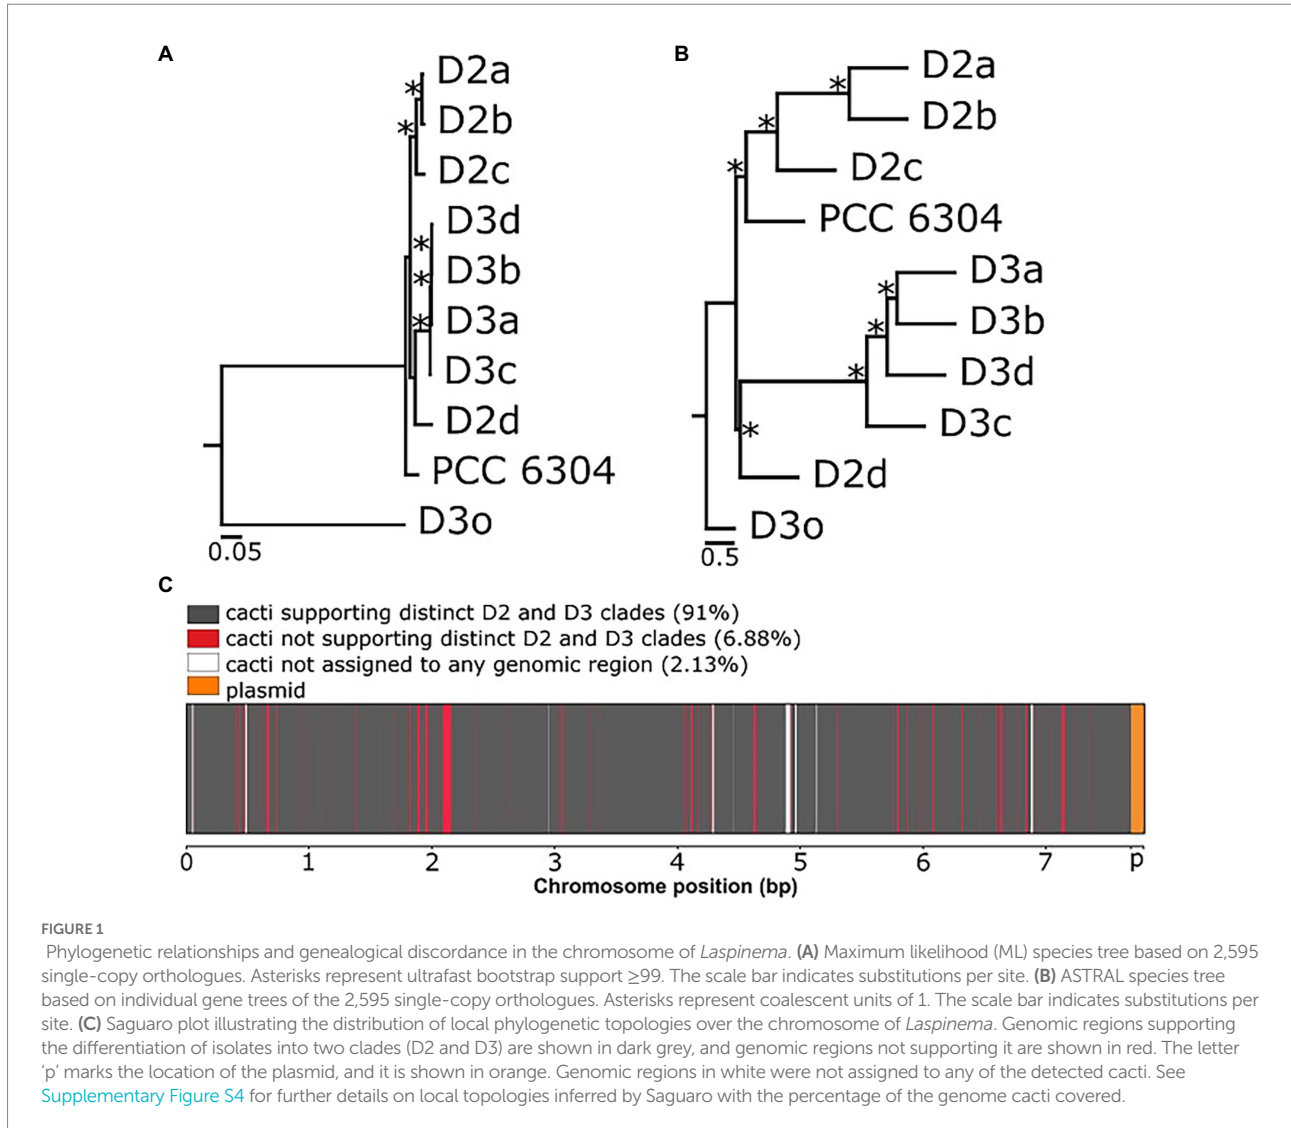 A
D2a
*
D2b
*
D2c
D3d
*
D3b
*
D3a
*
D3c
D2d
PCC 6304
D3o
0.05
B
D2a
*
D2b
*
D2c
*
PCC 6304
D3a
*
D3b
*
D3d
*
D3c
*
D2d
D3o
0.5
C
cacti supporting distinct D2 and D3 clades (91%)
cacti not supporting distinct D2 and D3 clades (6.88%)
cacti not assigned to any genomic region (2.13%)
plasmid
0 1 2 3 4 5 6 7 p
Chromosome position (bp)
FIGURE 1
Phylogenetic relationships and genealogical discordance in the chromosome of Laspinema. (A) Maximum likelihood (ML) species tree based on 2,595
single-copy orthologues. Asterisks represent ultrafast bootstrap support ≥99. The scale bar indicates substitutions per site. (B) ASTRAL species tree
based on individual gene trees of the 2,595 single-copy orthologues. Asterisks represent coalescent units of 1. The scale bar indicates substitutions per
site. (C) Saguaro plot illustrating the distribution of local phylogenetic topologies over the chromosome of Laspinema. Genomic regions supporting
the differentiation of isolates into two clades (D2 and D3) are shown in dark grey, and genomic regions not supporting it are shown in red. The letter
‘p’ marks the location of the plasmid, and it is shown in orange. Genomic regions in white were not assigned to any of the detected cacti. See
Supplementary Figure S4 for further details on local topologies inferred by Saguaro with the percentage of the genome cacti covered.